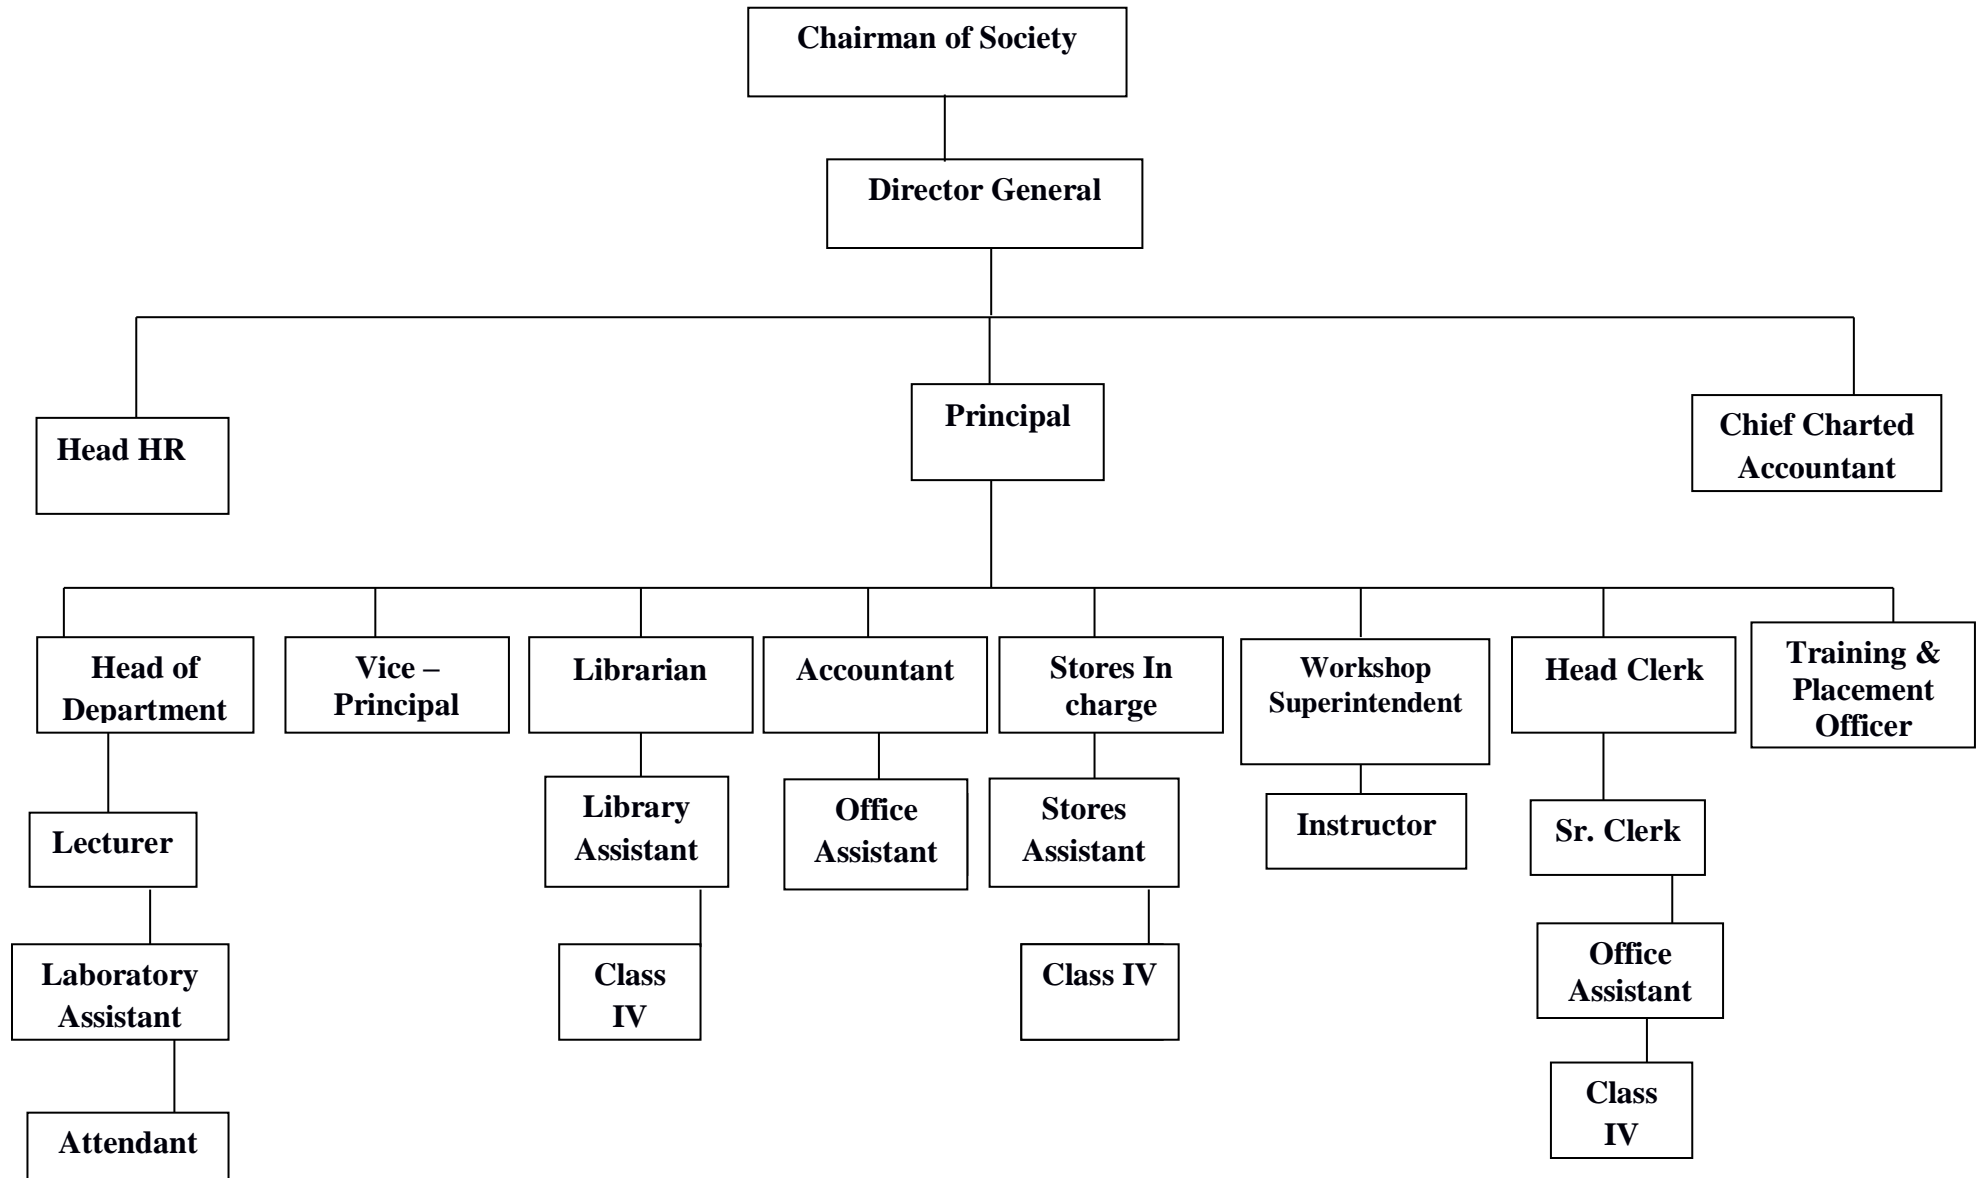 Chairman of Society
Director General
Head HR
Principal
Chief Charted
Accountant
Head of
Department
Vice –
Principal
Librarian
Accountant
Stores In
charge
Workshop
Superintendent
Head Clerk
Training &
Placement
Officer
Lecturer
Library
Assistant
Office
Assistant
Stores
Assistant
Instructor
Sr. Clerk
Laboratory
Assistant
Class
IV
Class IV
Office
Assistant
Attendant
Class
IV